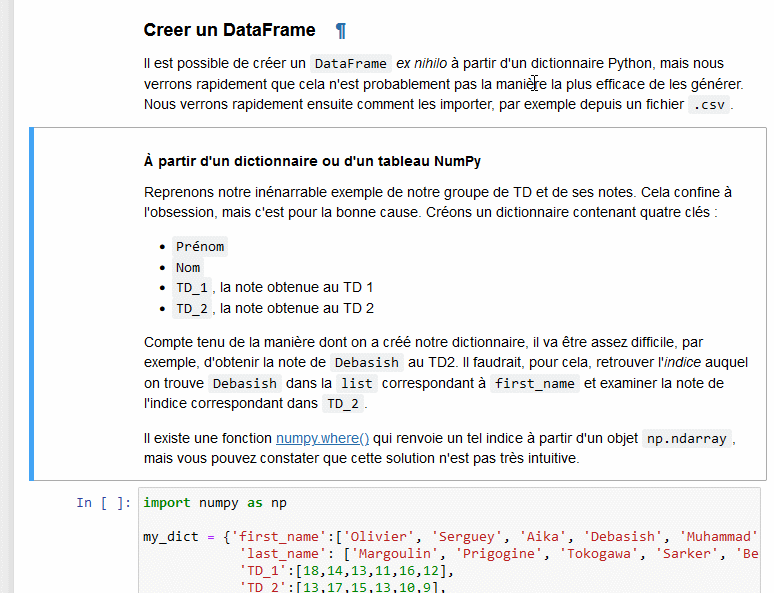 Creer un DataFrame ¶
Il est possible de créer un DataFrame ex nihilo à partir d'un dictionnaire Python, mais nous
verrons rapidement que cela n'est probablement pas la manière la plus efficace de les générer.
Nous verrons rapidement ensuite comment les importer, par exemple depuis un fichier .csv .
À partir d'un dictionnaire ou d'un tableau NumPy
Reprenons notre inénarrable exemple de notre groupe de TD et de ses notes. Cela confine à
l'obsession, mais c'est pour la bonne cause. Créons un dictionnaire contenant quatre clés :
• Prénom
• Nom
• TD_1 , la note obtenue au TD 1
• TD_2 , la note obtenue au TD 2
Compte tenu de la manière dont on a créé notre dictionnaire, il va être assez difficile, par
exemple, d'obtenir la note de Debasish au TD2. Il faudrait, pour cela, retrouver l'indice auquel
on trouve Debasish dans la list correspondant à first_name et examiner la note de
l'indice correspondant dans TD_2 .
Il existe une fonction numpy.where() qui renvoie un tel indice à partir d'un objet np.ndarray ,
mais vous pouvez constater que cette solution n'est pas très intuitive.
In [ ]: import numpy as np
my_dict = {'first_name':['Olivier', 'Serguey', 'Aika', 'Debasish', 'Muhammad'
'last_name': ['Margoulin', 'Prigogine', 'Tokogawa', 'Sarker', 'Be
'TD_1':[18,14,13,11,16,12],
'TD_2':[13,17,15,13,10,9],